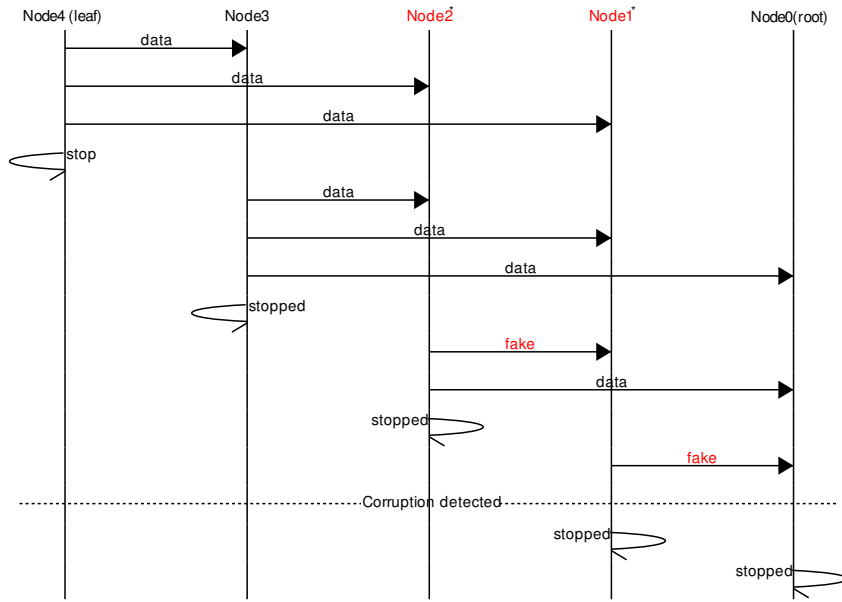 Node4 (leaf) Node3 Node2* Node1* Node0(root)
data
data
data
stop
data
data
data
stopped
fake
data
stopped
fake
Corruption detected
stopped
stopped